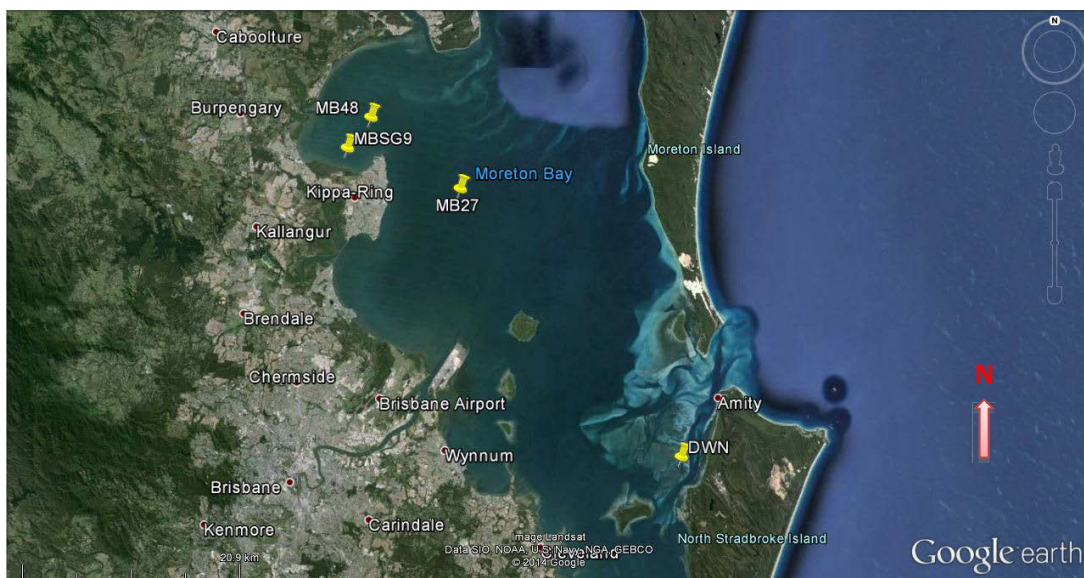 N
Caboolture
Burpengary
MB48
MBSG9
Moreton Island
Moreton Bay
Kippa-Ring
MB27
Kallangur
Brendale
N
Chermside
Brisbane Airport
Amity
DWN
Wynnum
Brisbane
Kenmore
Carindale
Image Landsat
Data SIO, NOAA, U.S. Navy, NGA, GEBCO
© 2014 Google
Cleveland
North Stradbroke Island
20.9 km
Google earth